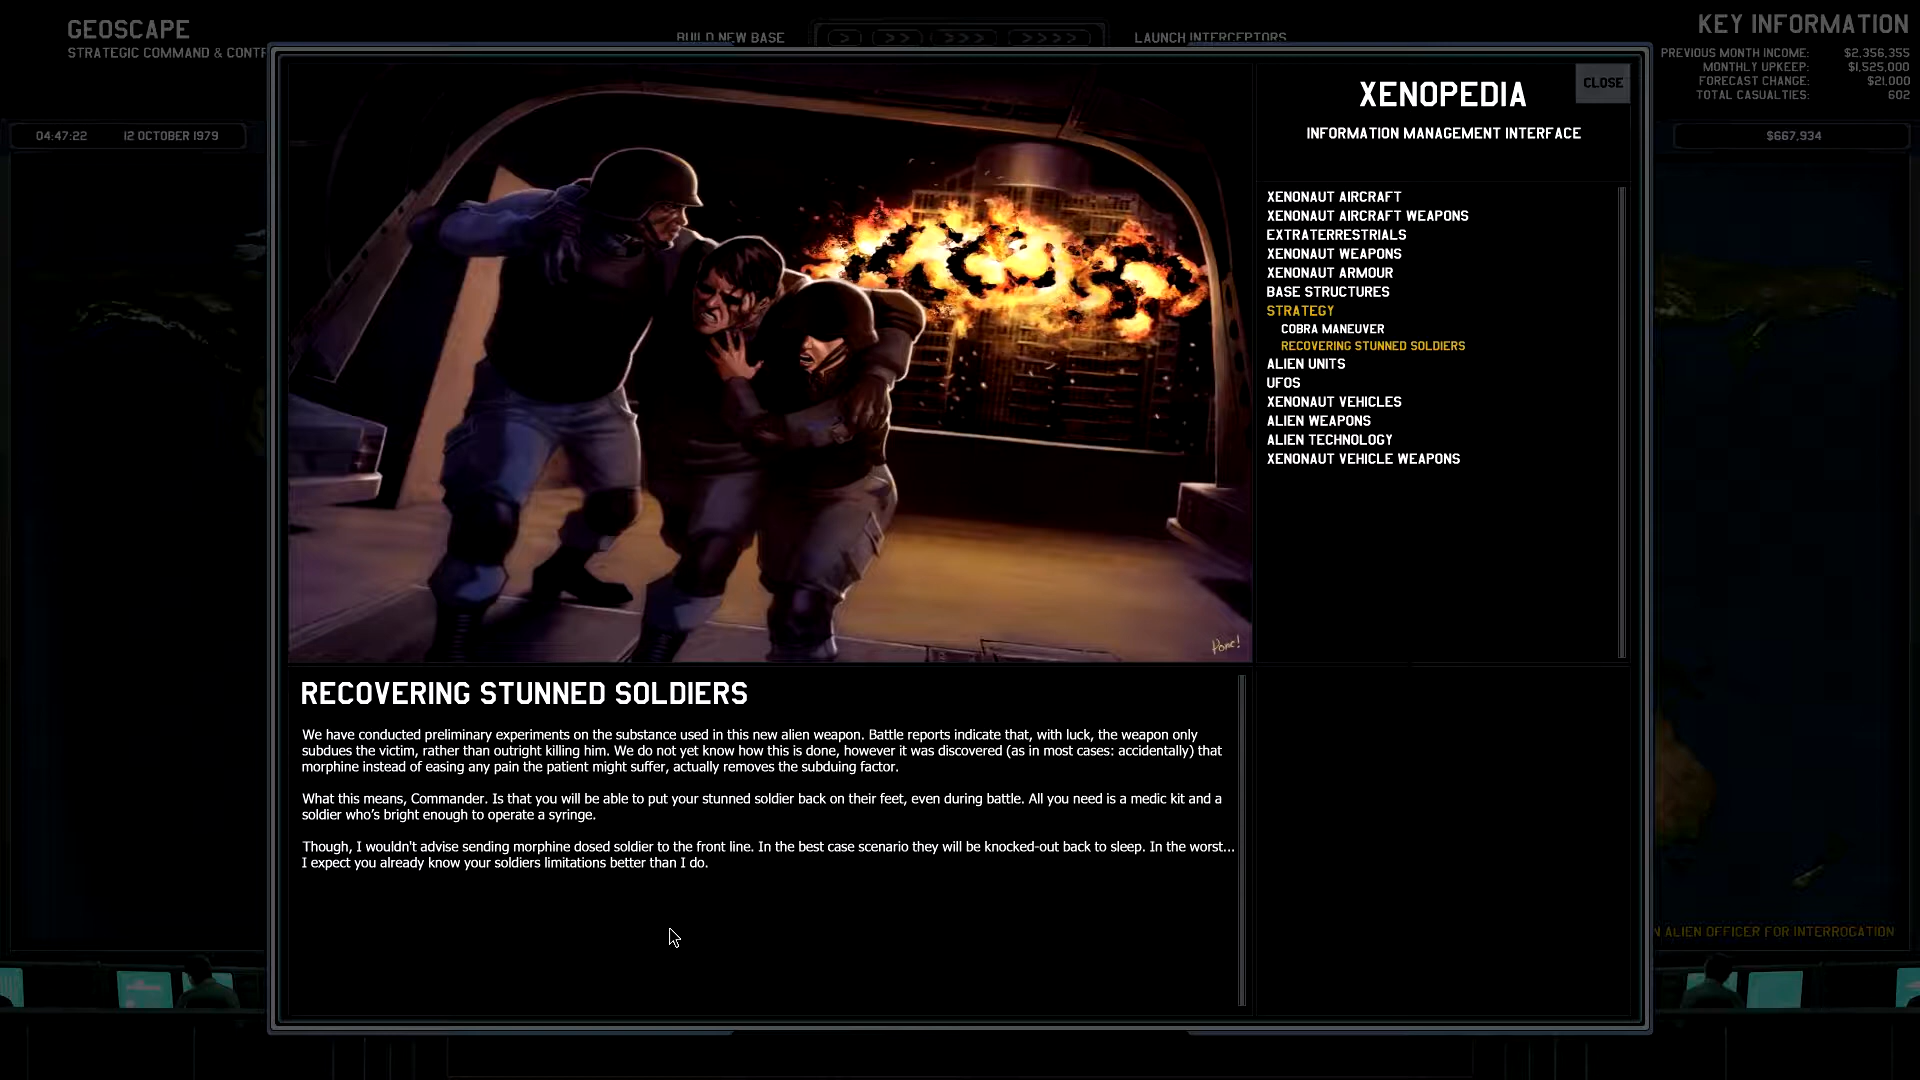 GEOSCAPE
STRATEGIC COMMAND & CONTR
BUILD NEW BASE
> >> >>> >>>>
LAUNCH INTERCEPTORS
KEY INFORMATION
PREVIOUS MONTH INCOME: $2,356,355
MONTHLY UPKEEP: $1,525,000
FORECAST CHANGE: $21,000
TOTAL CASUALTIES: 602
04:47:22 12 OCTOBER 1979
$667,934
XENOPEDIA
CLOSE
INFORMATION MANAGEMENT INTERFACE
XENONAUT AIRCRAFT
XENONAUT AIRCRAFT WEAPONS
EXTRATERRESTRIALS
XENONAUT WEAPONS
XENONAUT ARMOUR
BASE STRUCTURES
STRATEGY
COBRA MANEUVER
RECOVERING STUNNED SOLDIERS
ALIEN UNITS
UFOS
XENONAUT VEHICLES
ALIEN WEAPONS
ALIEN TECHNOLOGY
XENONAUT VEHICLE WEAPONS
RECOVERING STUNNED SOLDIERS
We have conducted preliminary experiments on the substance used in this new alien weapon. Battle reports indicate that, with luck, the weapon only
subdues the victim, rather than outright killing him. We do not yet know how this is done, however it was discovered (as in most cases: accidentally) that
morphine instead of easing any pain the patient might suffer, actually removes the subduing factor.
What this means, Commander. Is that you will be able to put your stunned soldier back on their feet, even during battle. All you need is a medic kit and a
soldier who's bright enough to operate a syringe.
Though, I wouldn't advise sending morphine dosed soldier to the front line. In the best case scenario they will be knocked-out back to sleep. In the worst...
I expect you already know your soldiers limitations better than I do.
N ALIEN OFFICER FOR INTERROGATION